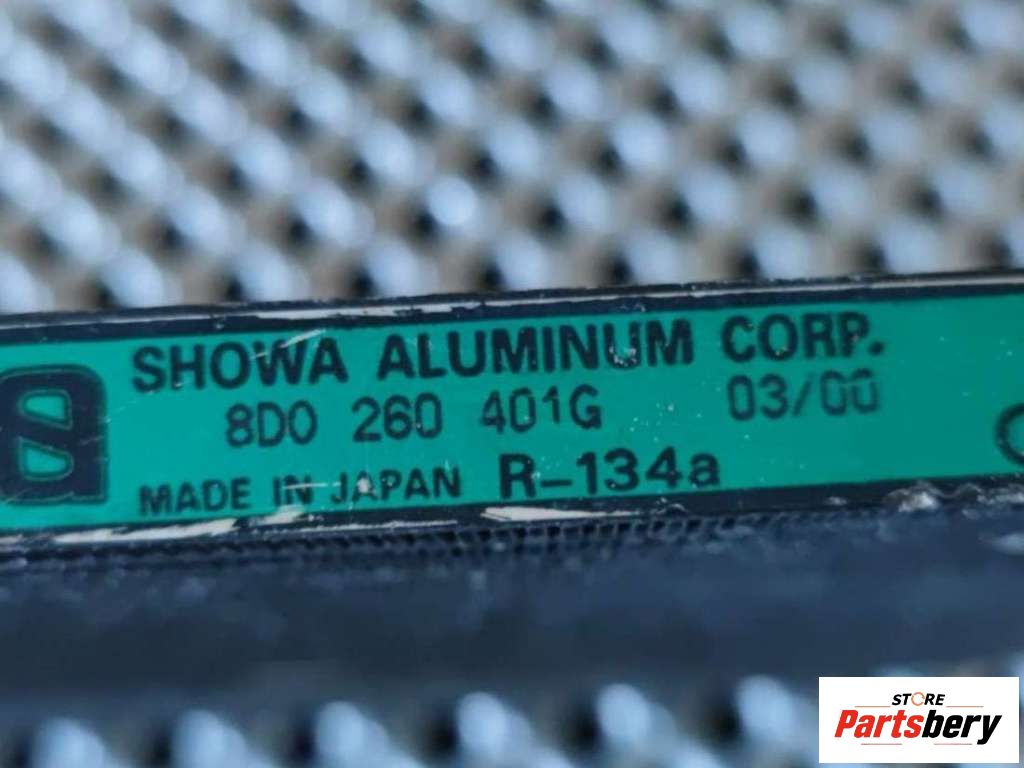 SHOWA ALUMINUM CORP.
8D0 260 401G 03/00
MADE IN JAPAN R-134a
STORE
Partsbery